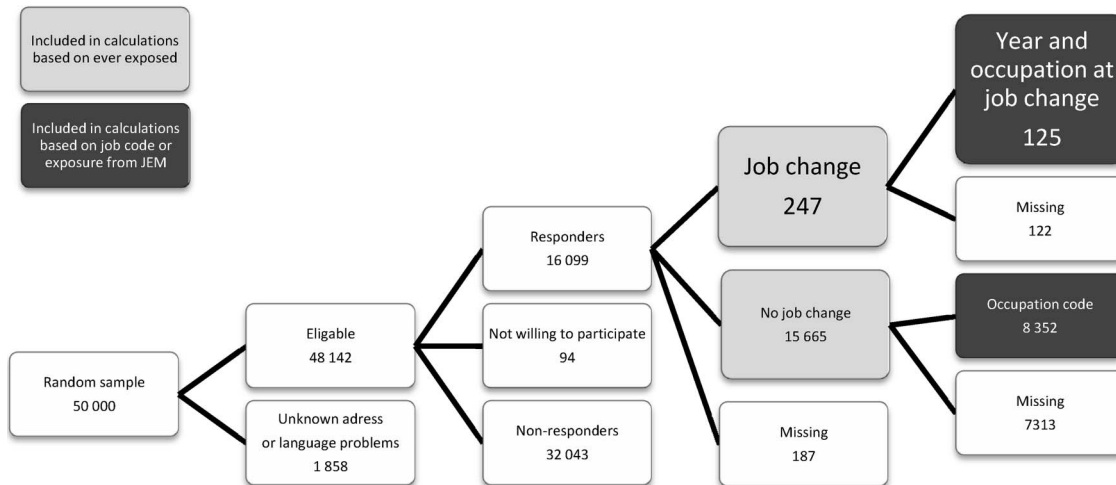 Included in calculations
based on ever exposed
Included in calculations
based on job code or
exposure from JEM
Random sample
50 000
Eligable
48 142
Unknown adress
or language problems
1 858
Responders
16 099
Not willing to participate
94
Non-responders
32 043
Job change
247
No job change
15 665
Missing
187
Year and
occupation at
job change
125
Missing
122
Occupation code
8 352
Missing
7313